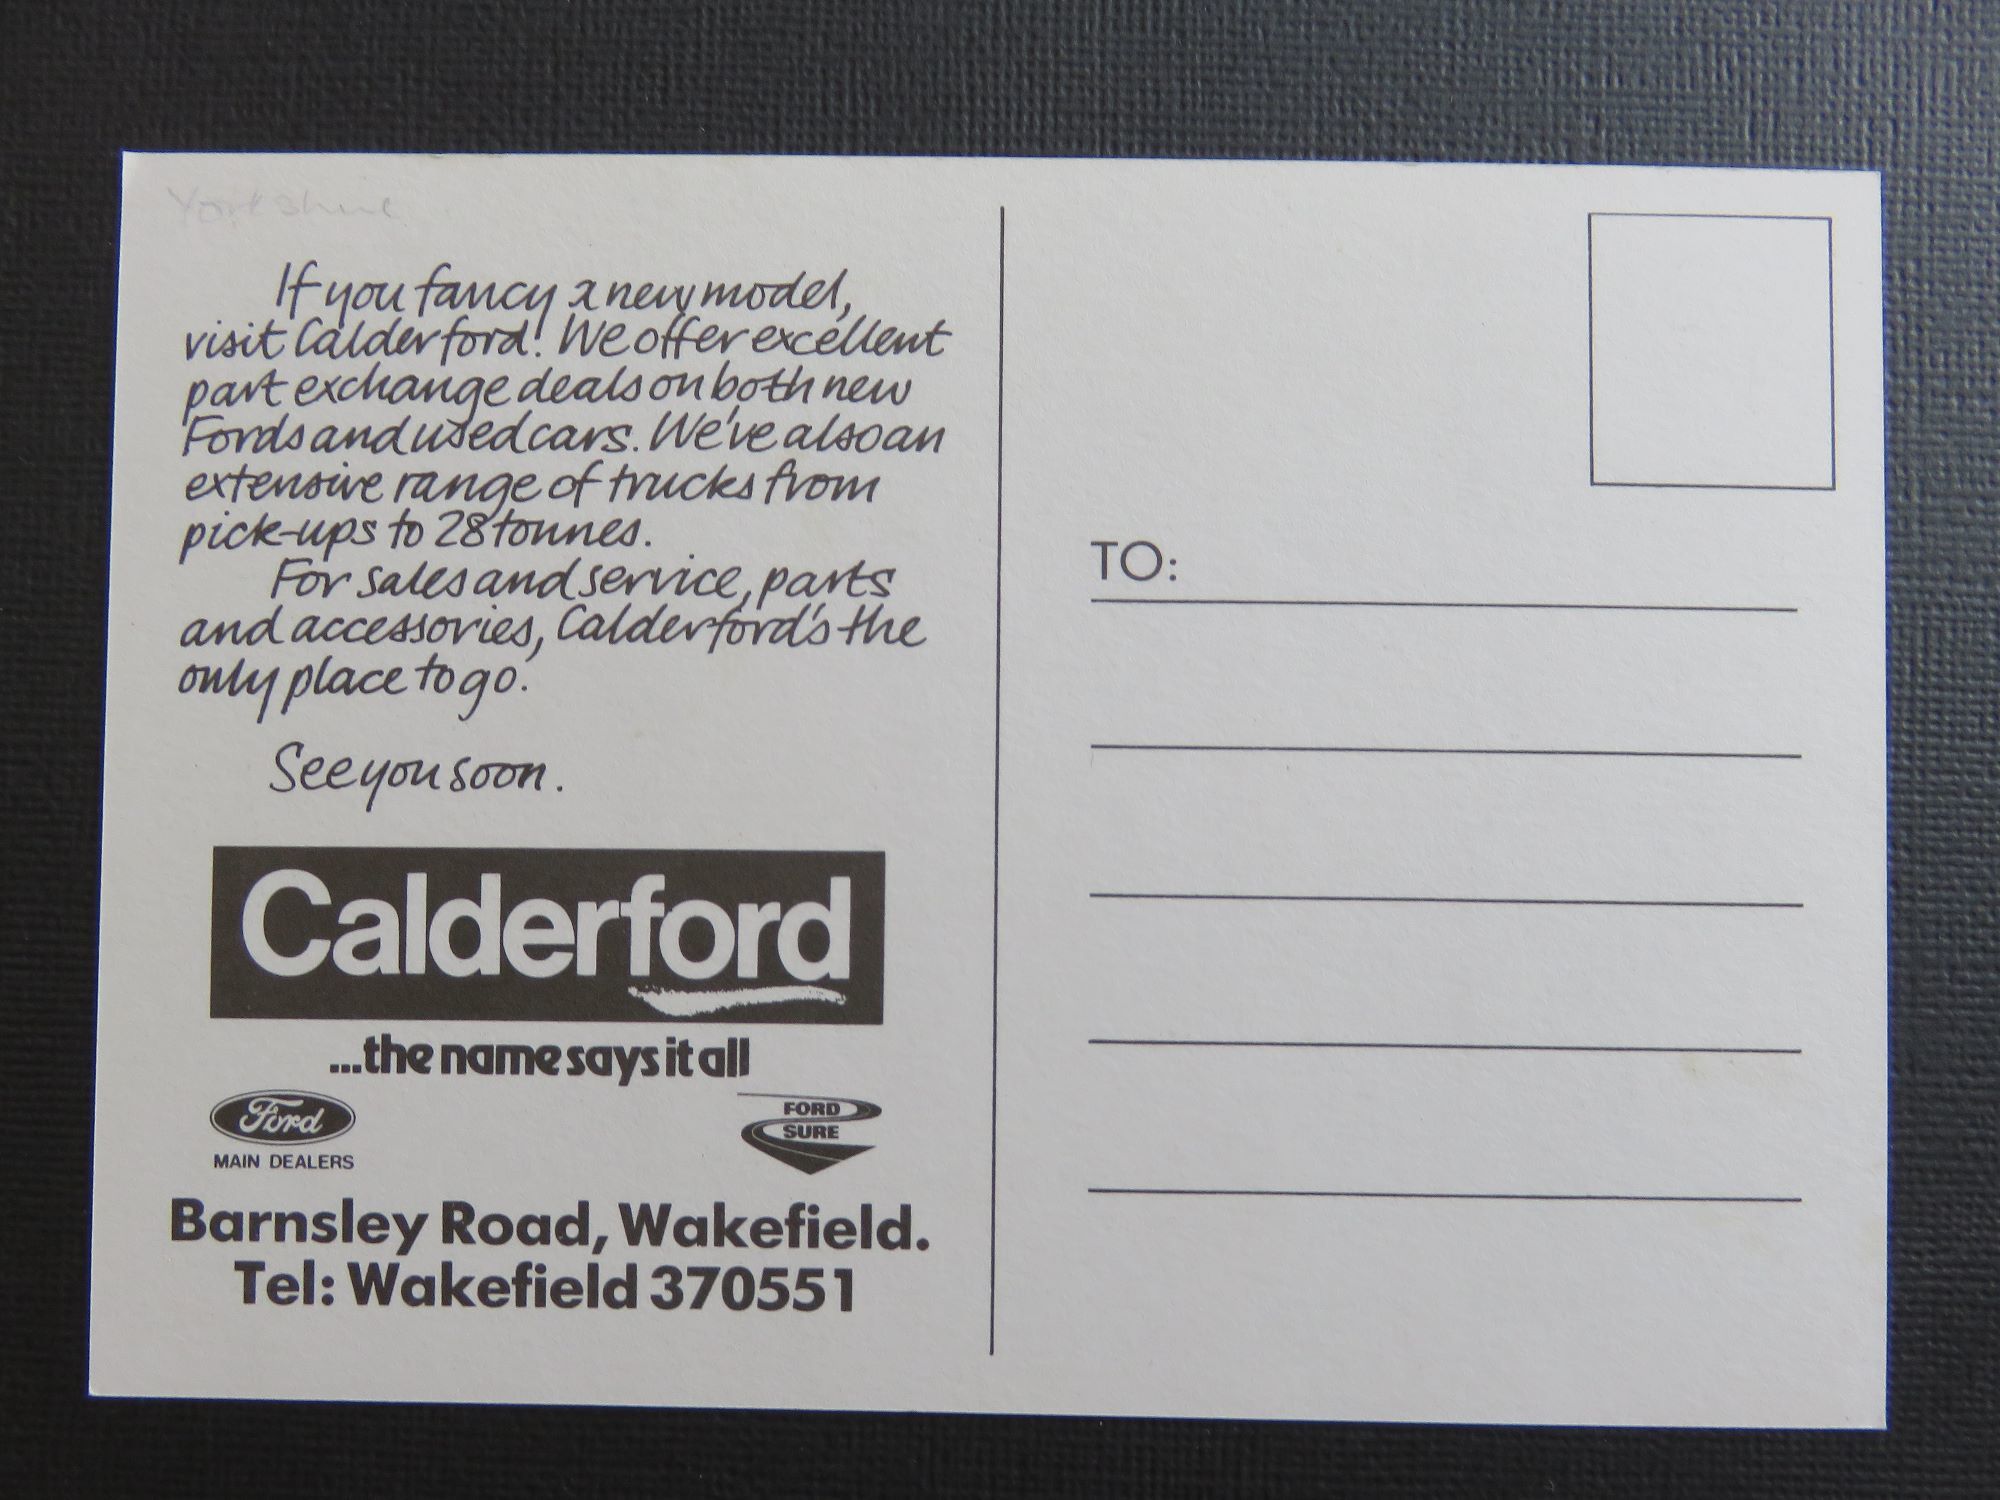 Yorkshire
If you fancy a new model,
visit Calderford! We offer excellent
part exchange deals on both new
Fords and used cars. We've also an
extensive range of trucks from
pick-ups to 28 tonnes.
For sales and service, parts
and accessories, Calderford's the
only place to go.
See you soon.
Calderford
...the name says it all
Ford
MAIN DEALERS
FORD
SURE
Barnsley Road, Wakefield.
Tel: Wakefield 370551
TO: